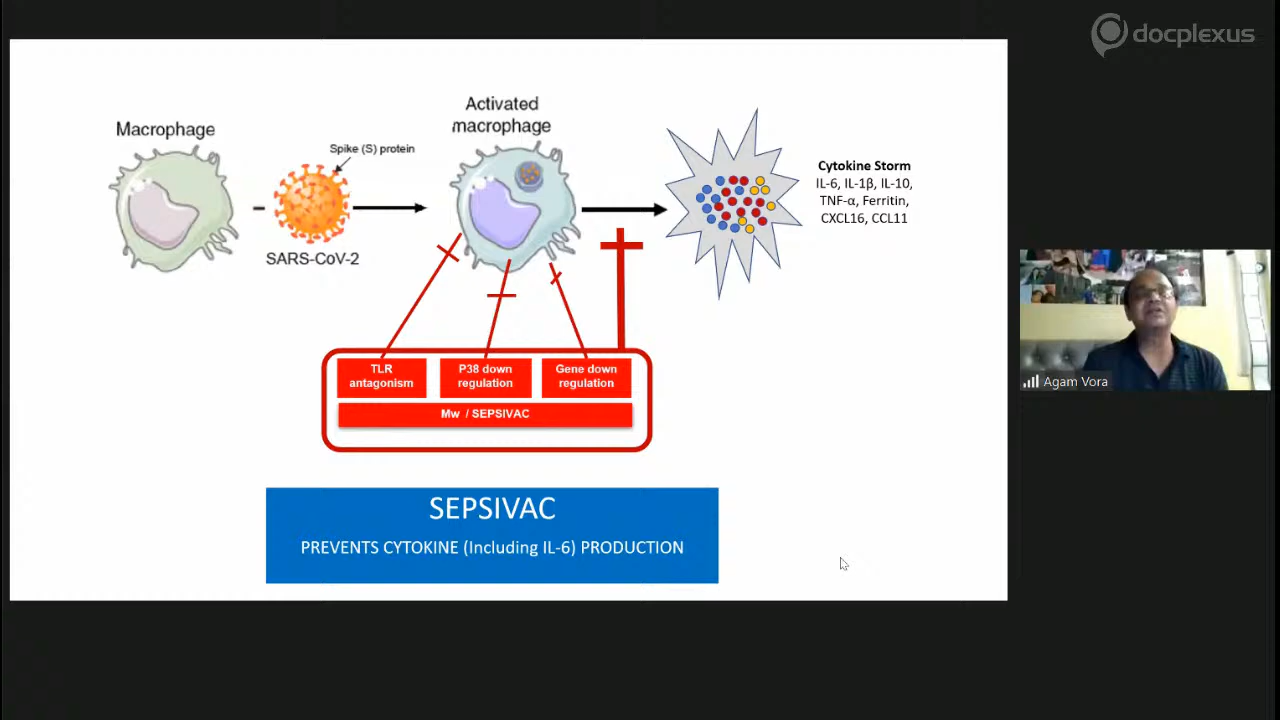 docplexus
Macrophage
Spike (S) protein
SARS-CoV-2
Activated
macrophage
Cytokine Storm
IL-6, IL-1β, IL-10,
TNF-α, Ferritin,
CXCL16, CCL11
TLR
antagonism
P38 down
regulation
Gene down
regulation
Mw / SEPSIVAC
SEPSIVAC
PREVENTS CYTOKINE (Including IL-6) PRODUCTION
Agam Vora